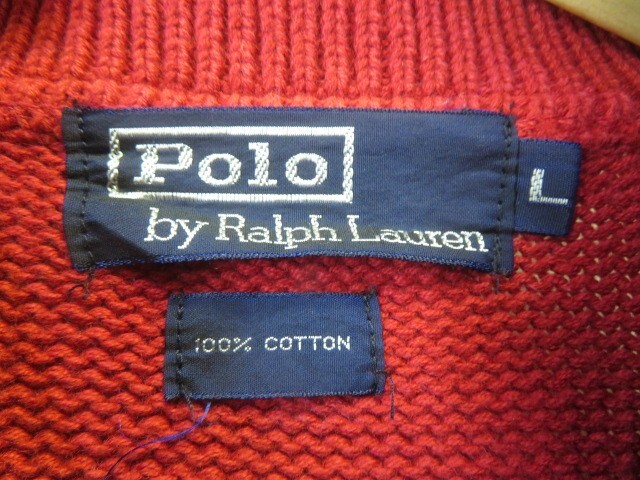 Polo
by Ralph Lauren
L
100% COTTON